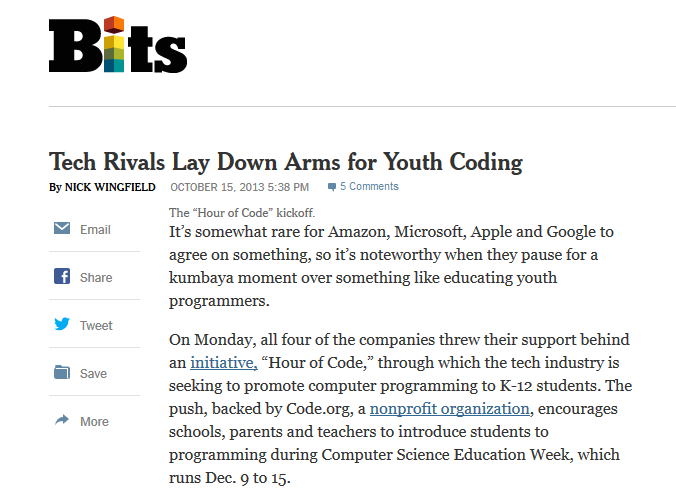 Bits
Tech Rivals Lay Down Arms for Youth Coding
By NICK WINGFIELD OCTOBER 15, 2013 5:38 PM 5 Comments
The “Hour of Code” kickoff.
Email
Share
Tweet
Save
More
It’s somewhat rare for Amazon, Microsoft, Apple and Google to
agree on something, so it’s noteworthy when they pause for a
kumbaya moment over something like educating youth
programmers.
On Monday, all four of the companies threw their support behind
an initiative, “Hour of Code,” through which the tech industry is
seeking to promote computer programming to K-12 students. The
push, backed by Code.org, a nonprofit organization, encourages
schools, parents and teachers to introduce students to
programming during Computer Science Education Week, which
runs Dec. 9 to 15.